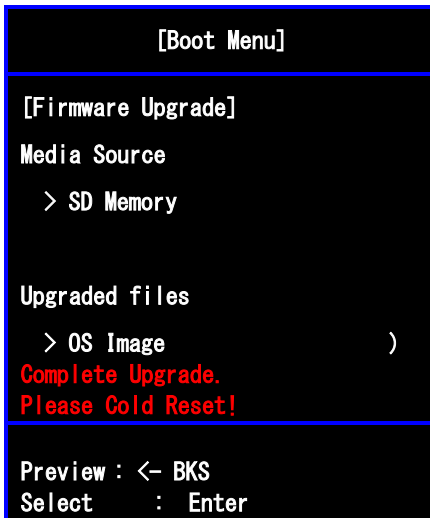 [Boot Menu]
[Firmware Upgrade]
Media Source
> SD Memory
Upgraded files
> OS Image )
Complete Upgrade.
Please Cold Reset!
Preview : <- BKS
Select : Enter